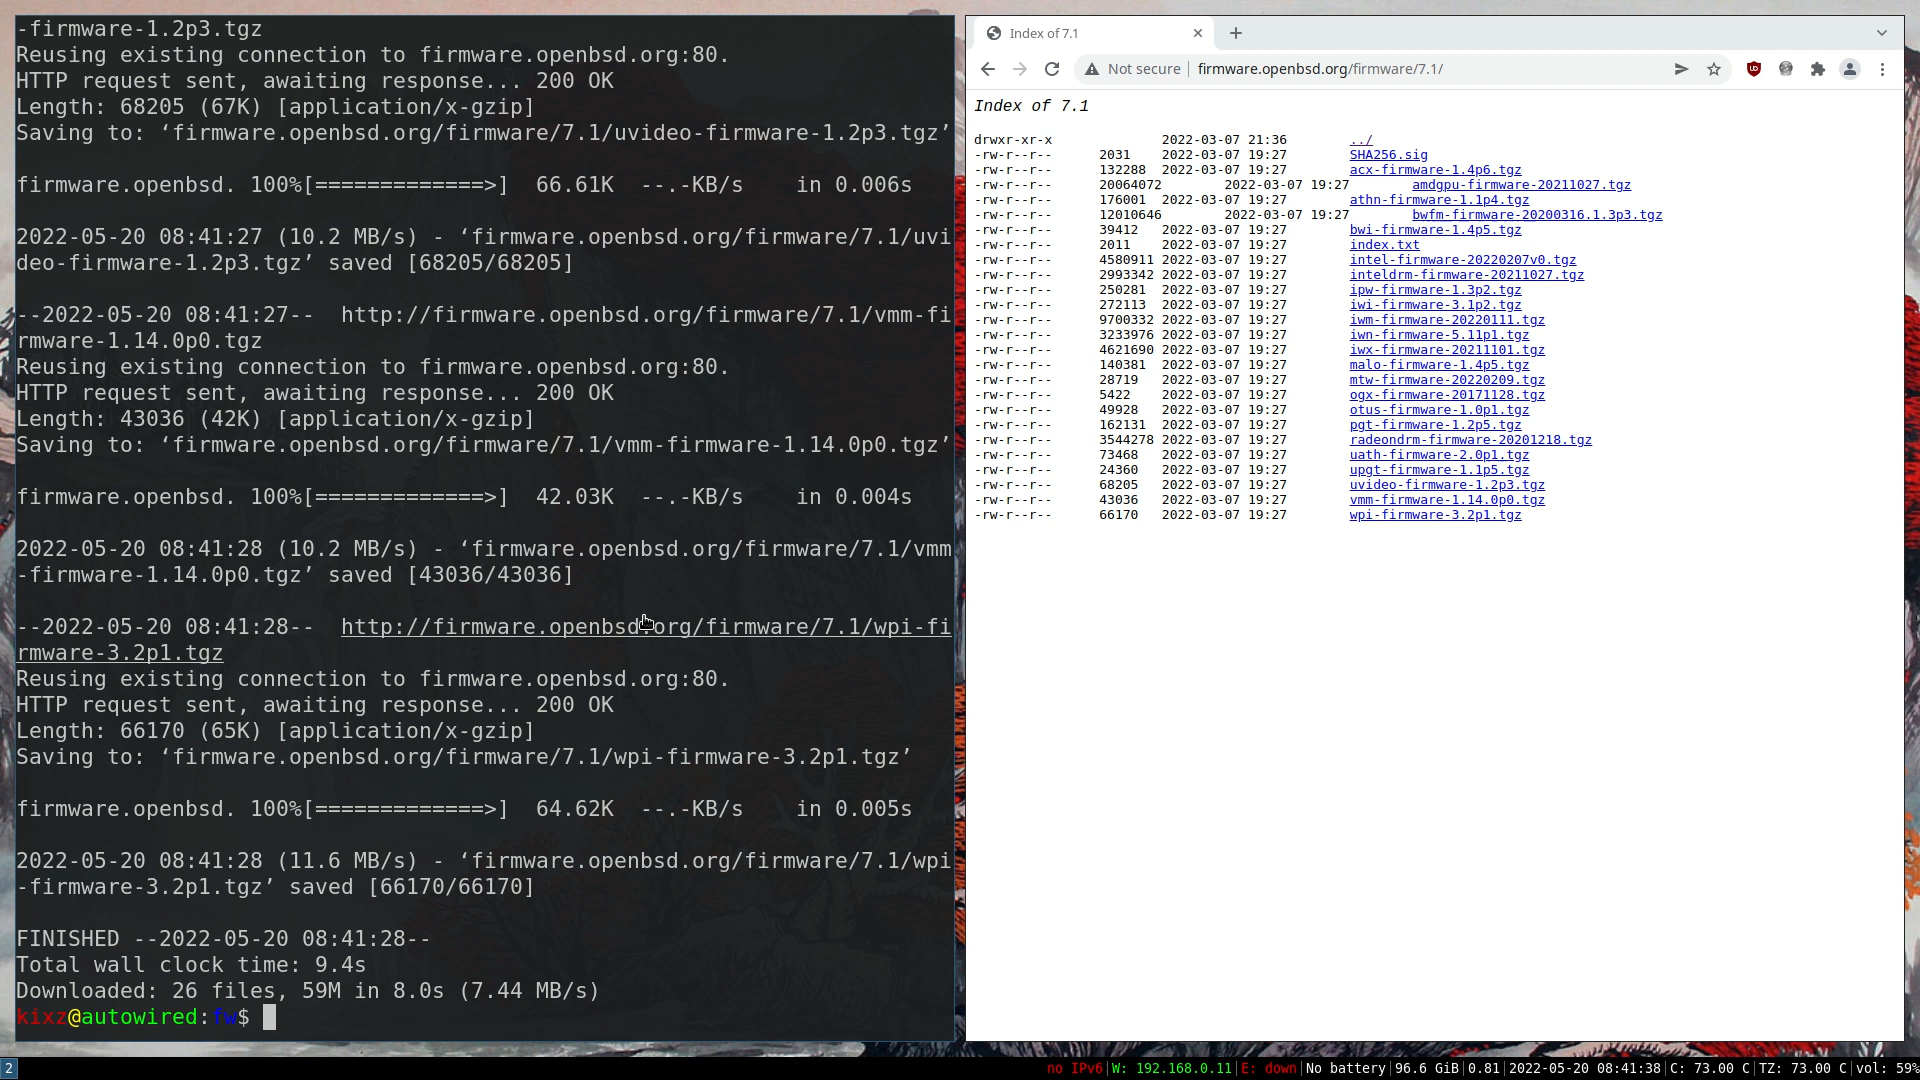 -firmware-1.2p3.tgz
Reusing existing connection to firmware.openbsd.org:80.
HTTP request sent, awaiting response... 200 OK
Length: 68205 (67K) [application/x-gzip]
Saving to: ‘firmware.openbsd.org/firmware/7.1/uvideo-firmware-1.2p3.tgz’
firmware.openbsd. 100%[=============>]  66.61K  --.-KB/s    in 0.006s
2022-05-20 08:41:27 (10.2 MB/s) - ‘firmware.openbsd.org/firmware/7.1/uvi
deo-firmware-1.2p3.tgz’ saved [68205/68205]
--2022-05-20 08:41:27--  http://firmware.openbsd.org/firmware/7.1/vmm-fi
rmware-1.14.0p0.tgz
Reusing existing connection to firmware.openbsd.org:80.
HTTP request sent, awaiting response... 200 OK
Length: 43036 (42K) [application/x-gzip]
Saving to: ‘firmware.openbsd.org/firmware/7.1/vmm-firmware-1.14.0p0.tgz’
firmware.openbsd. 100%[=============>]  42.03K  --.-KB/s    in 0.004s
2022-05-20 08:41:28 (10.2 MB/s) - ‘firmware.openbsd.org/firmware/7.1/vmm
-firmware-1.14.0p0.tgz’ saved [43036/43036]
--2022-05-20 08:41:28--  http://firmware.openbsd.org/firmware/7.1/wpi-fi
rmware-3.2p1.tgz
Reusing existing connection to firmware.openbsd.org:80.
HTTP request sent, awaiting response... 200 OK
Length: 66170 (65K) [application/x-gzip]
Saving to: ‘firmware.openbsd.org/firmware/7.1/wpi-firmware-3.2p1.tgz’
firmware.openbsd. 100%[=============>]  64.62K  --.-KB/s    in 0.005s
2022-05-20 08:41:28 (11.6 MB/s) - ‘firmware.openbsd.org/firmware/7.1/wpi
-firmware-3.2p1.tgz’ saved [66170/66170]
FINISHED --2022-05-20 08:41:28--
Total wall clock time: 9.4s
Downloaded: 26 files, 59M in 8.0s (7.44 MB/s)
kixz@autowired:fw$
Index of 7.1
Not secure firmware.openbsd.org/firmware/7.1/
Index of 7.1
drwxr-xr-x 2022-03-07 21:36 ../
-rw-r--r-- 2031 2022-03-07 19:27 SHA256.sig
-rw-r--r-- 132288 2022-03-07 19:27 acx-firmware-1.4p6.tgz
-rw-r--r-- 20064072 2022-03-07 19:27 amdgpu-firmware-20211027.tgz
-rw-r--r-- 176001 2022-03-07 19:27 athn-firmware-1.1p4.tgz
-rw-r--r-- 12010646 2022-03-07 19:27 bwfm-firmware-20200316.1.3p3.tgz
-rw-r--r-- 39412 2022-03-07 19:27 bwi-firmware-1.4p5.tgz
-rw-r--r-- 2011 2022-03-07 19:27 index.txt
-rw-r--r-- 4580911 2022-03-07 19:27 intel-firmware-20220207v0.tgz
-rw-r--r-- 2993342 2022-03-07 19:27 inteldrm-firmware-20211027.tgz
-rw-r--r-- 250281 2022-03-07 19:27 ipw-firmware-1.3p2.tgz
-rw-r--r-- 272113 2022-03-07 19:27 iwi-firmware-3.1p2.tgz
-rw-r--r-- 9700332 2022-03-07 19:27 iwm-firmware-20220111.tgz
-rw-r--r-- 3233976 2022-03-07 19:27 iwn-firmware-5.11p1.tgz
-rw-r--r-- 4621690 2022-03-07 19:27 iwx-firmware-20211101.tgz
-rw-r--r-- 140381 2022-03-07 19:27 malo-firmware-1.4p5.tgz
-rw-r--r-- 28719 2022-03-07 19:27 mtw-firmware-20220209.tgz
-rw-r--r-- 5422 2022-03-07 19:27 ogx-firmware-20171128.tgz
-rw-r--r-- 49928 2022-03-07 19:27 otus-firmware-1.0p1.tgz
-rw-r--r-- 162131 2022-03-07 19:27 pgt-firmware-1.2p5.tgz
-rw-r--r-- 3544278 2022-03-07 19:27 radeondrm-firmware-20201218.tgz
-rw-r--r-- 73468 2022-03-07 19:27 uath-firmware-2.0p1.tgz
-rw-r--r-- 24360 2022-03-07 19:27 upgt-firmware-1.1p5.tgz
-rw-r--r-- 68205 2022-03-07 19:27 uvideo-firmware-1.2p3.tgz
-rw-r--r-- 43036 2022-03-07 19:27 vmm-firmware-1.14.0p0.tgz
-rw-r--r-- 66170 2022-03-07 19:27 wpi-firmware-3.2p1.tgz
2 no IPv6|W: 192.168.0.11|E: down|No battery|96.6 GiB|0.81|2022-05-20 08:41:38|C: 73.00 C|TZ: 73.00 C|vol: 59%